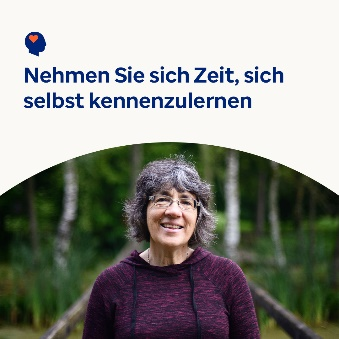 Nehmen Sie sich Zeit, sich
selbst kennenzulernen